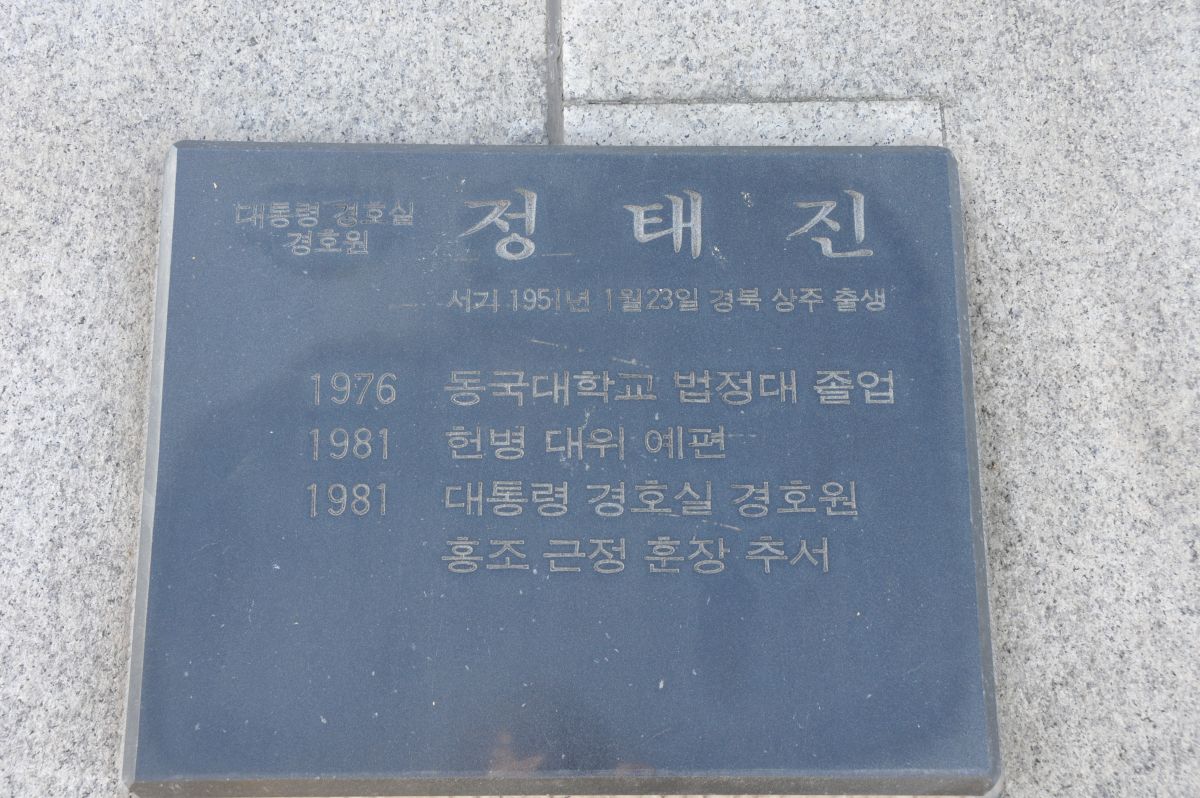 대통령 경호실
경호원
정 태 진
서기 1951년 1월23일 경북 상주 출생
1976 동국대학교 법정대 졸업
1981 헌병 대위 예편
1981 대통령 경호실 경호원
홍조 근정 훈장 추서